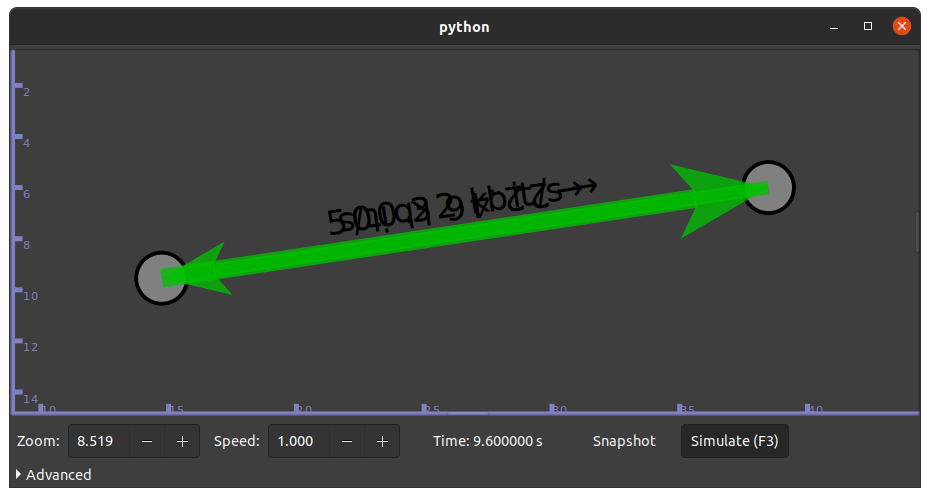 python
2
4
6
8
10
12
14
10 15 20 25 30 35 40
Zoom: 8.519 − + Speed: 1.000 − + Time: 9.600000 s Snapshot Simulate (F3)
Advanced